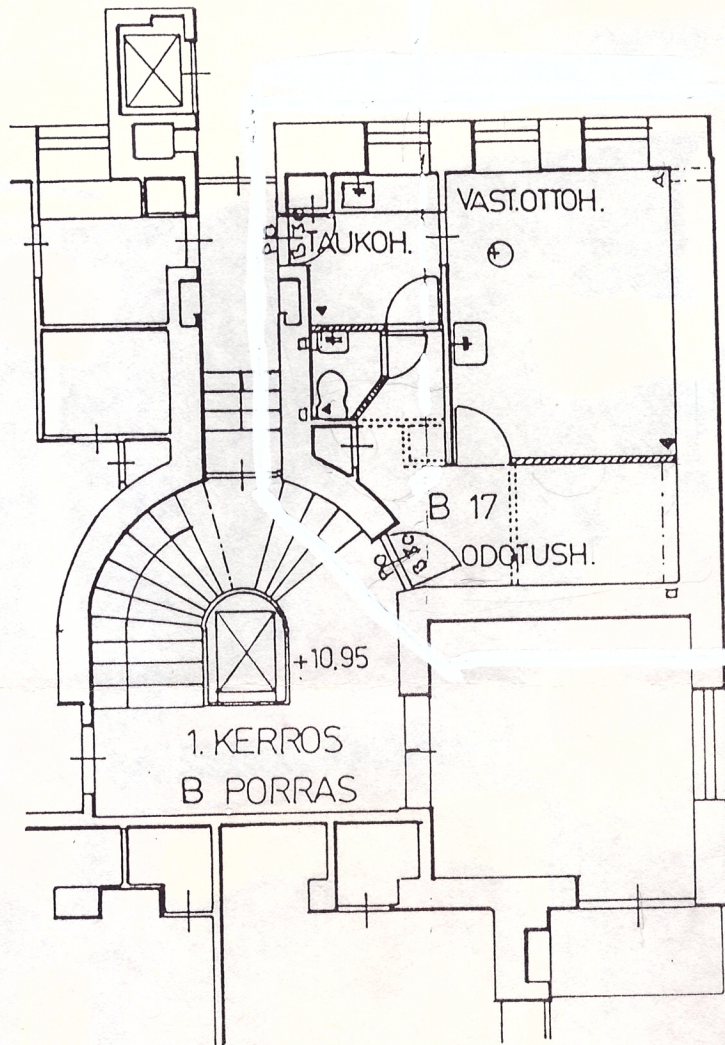 VAST.OTTOH.
TAUKOH.
B 17
ODOTUSH.
+10,95
1. KERROS
B PORRAS